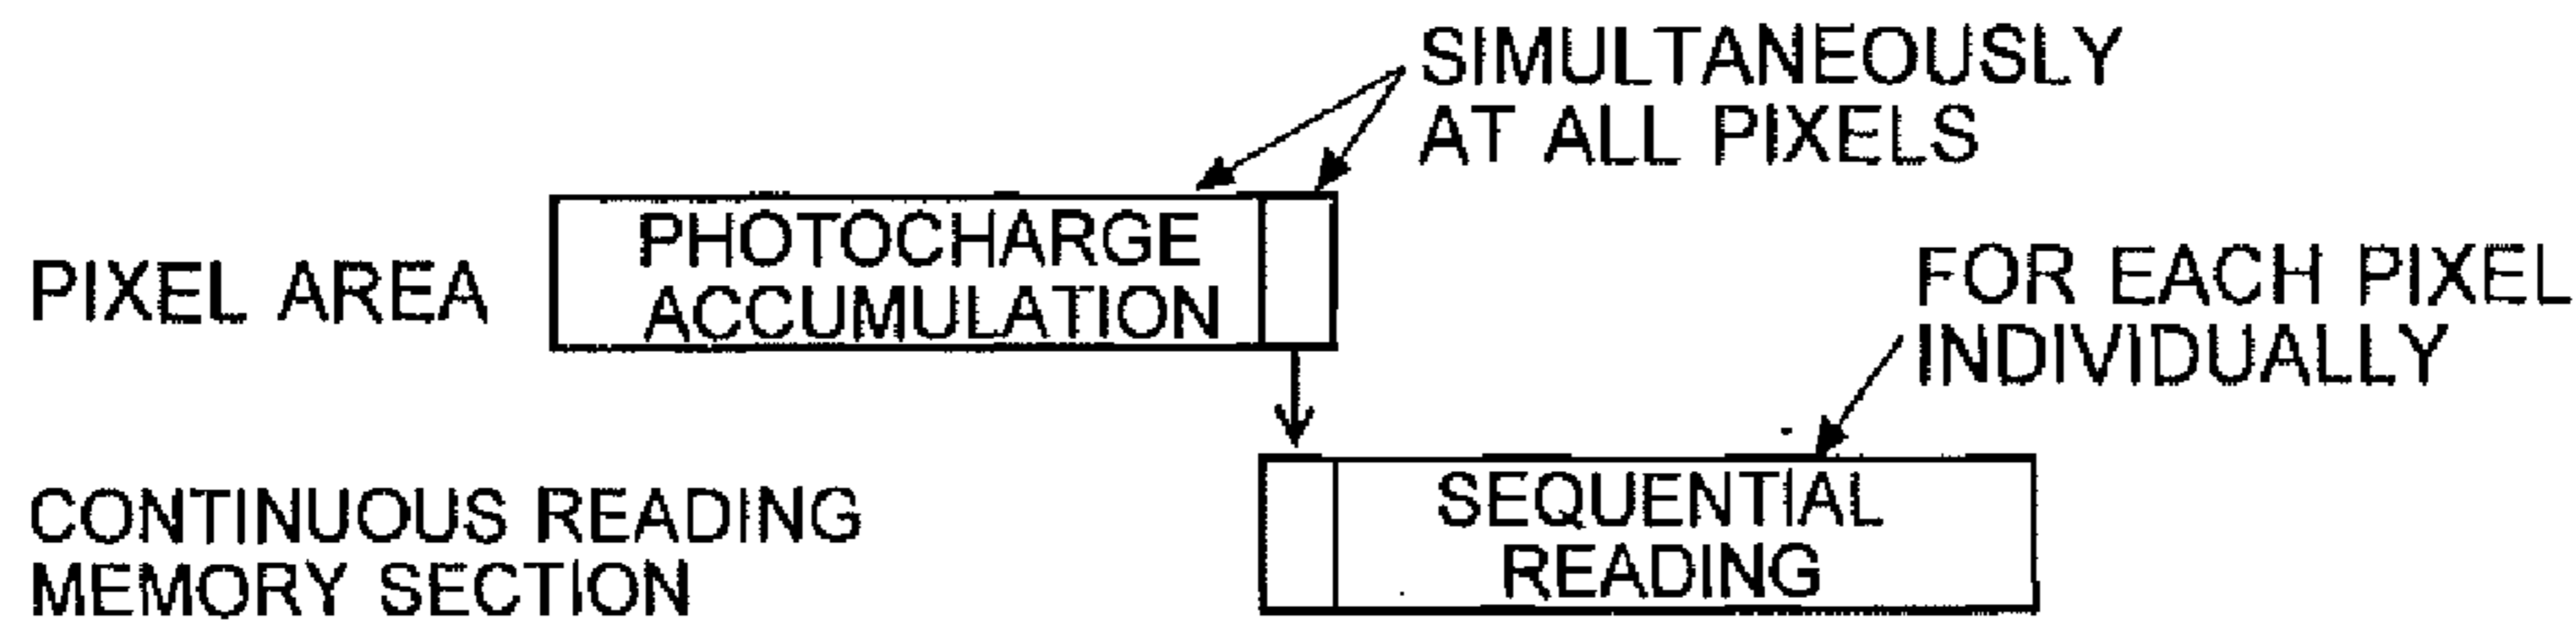 SIMULTANEOUSLY
AT ALL PIXELS
PIXEL AREA
PHOTOCHARGE
ACCUMULATION
FOR EACH PIXEL
INDIVIDUALLY
CONTINUOUS READING
MEMORY SECTION
SEQUENTIAL
READING